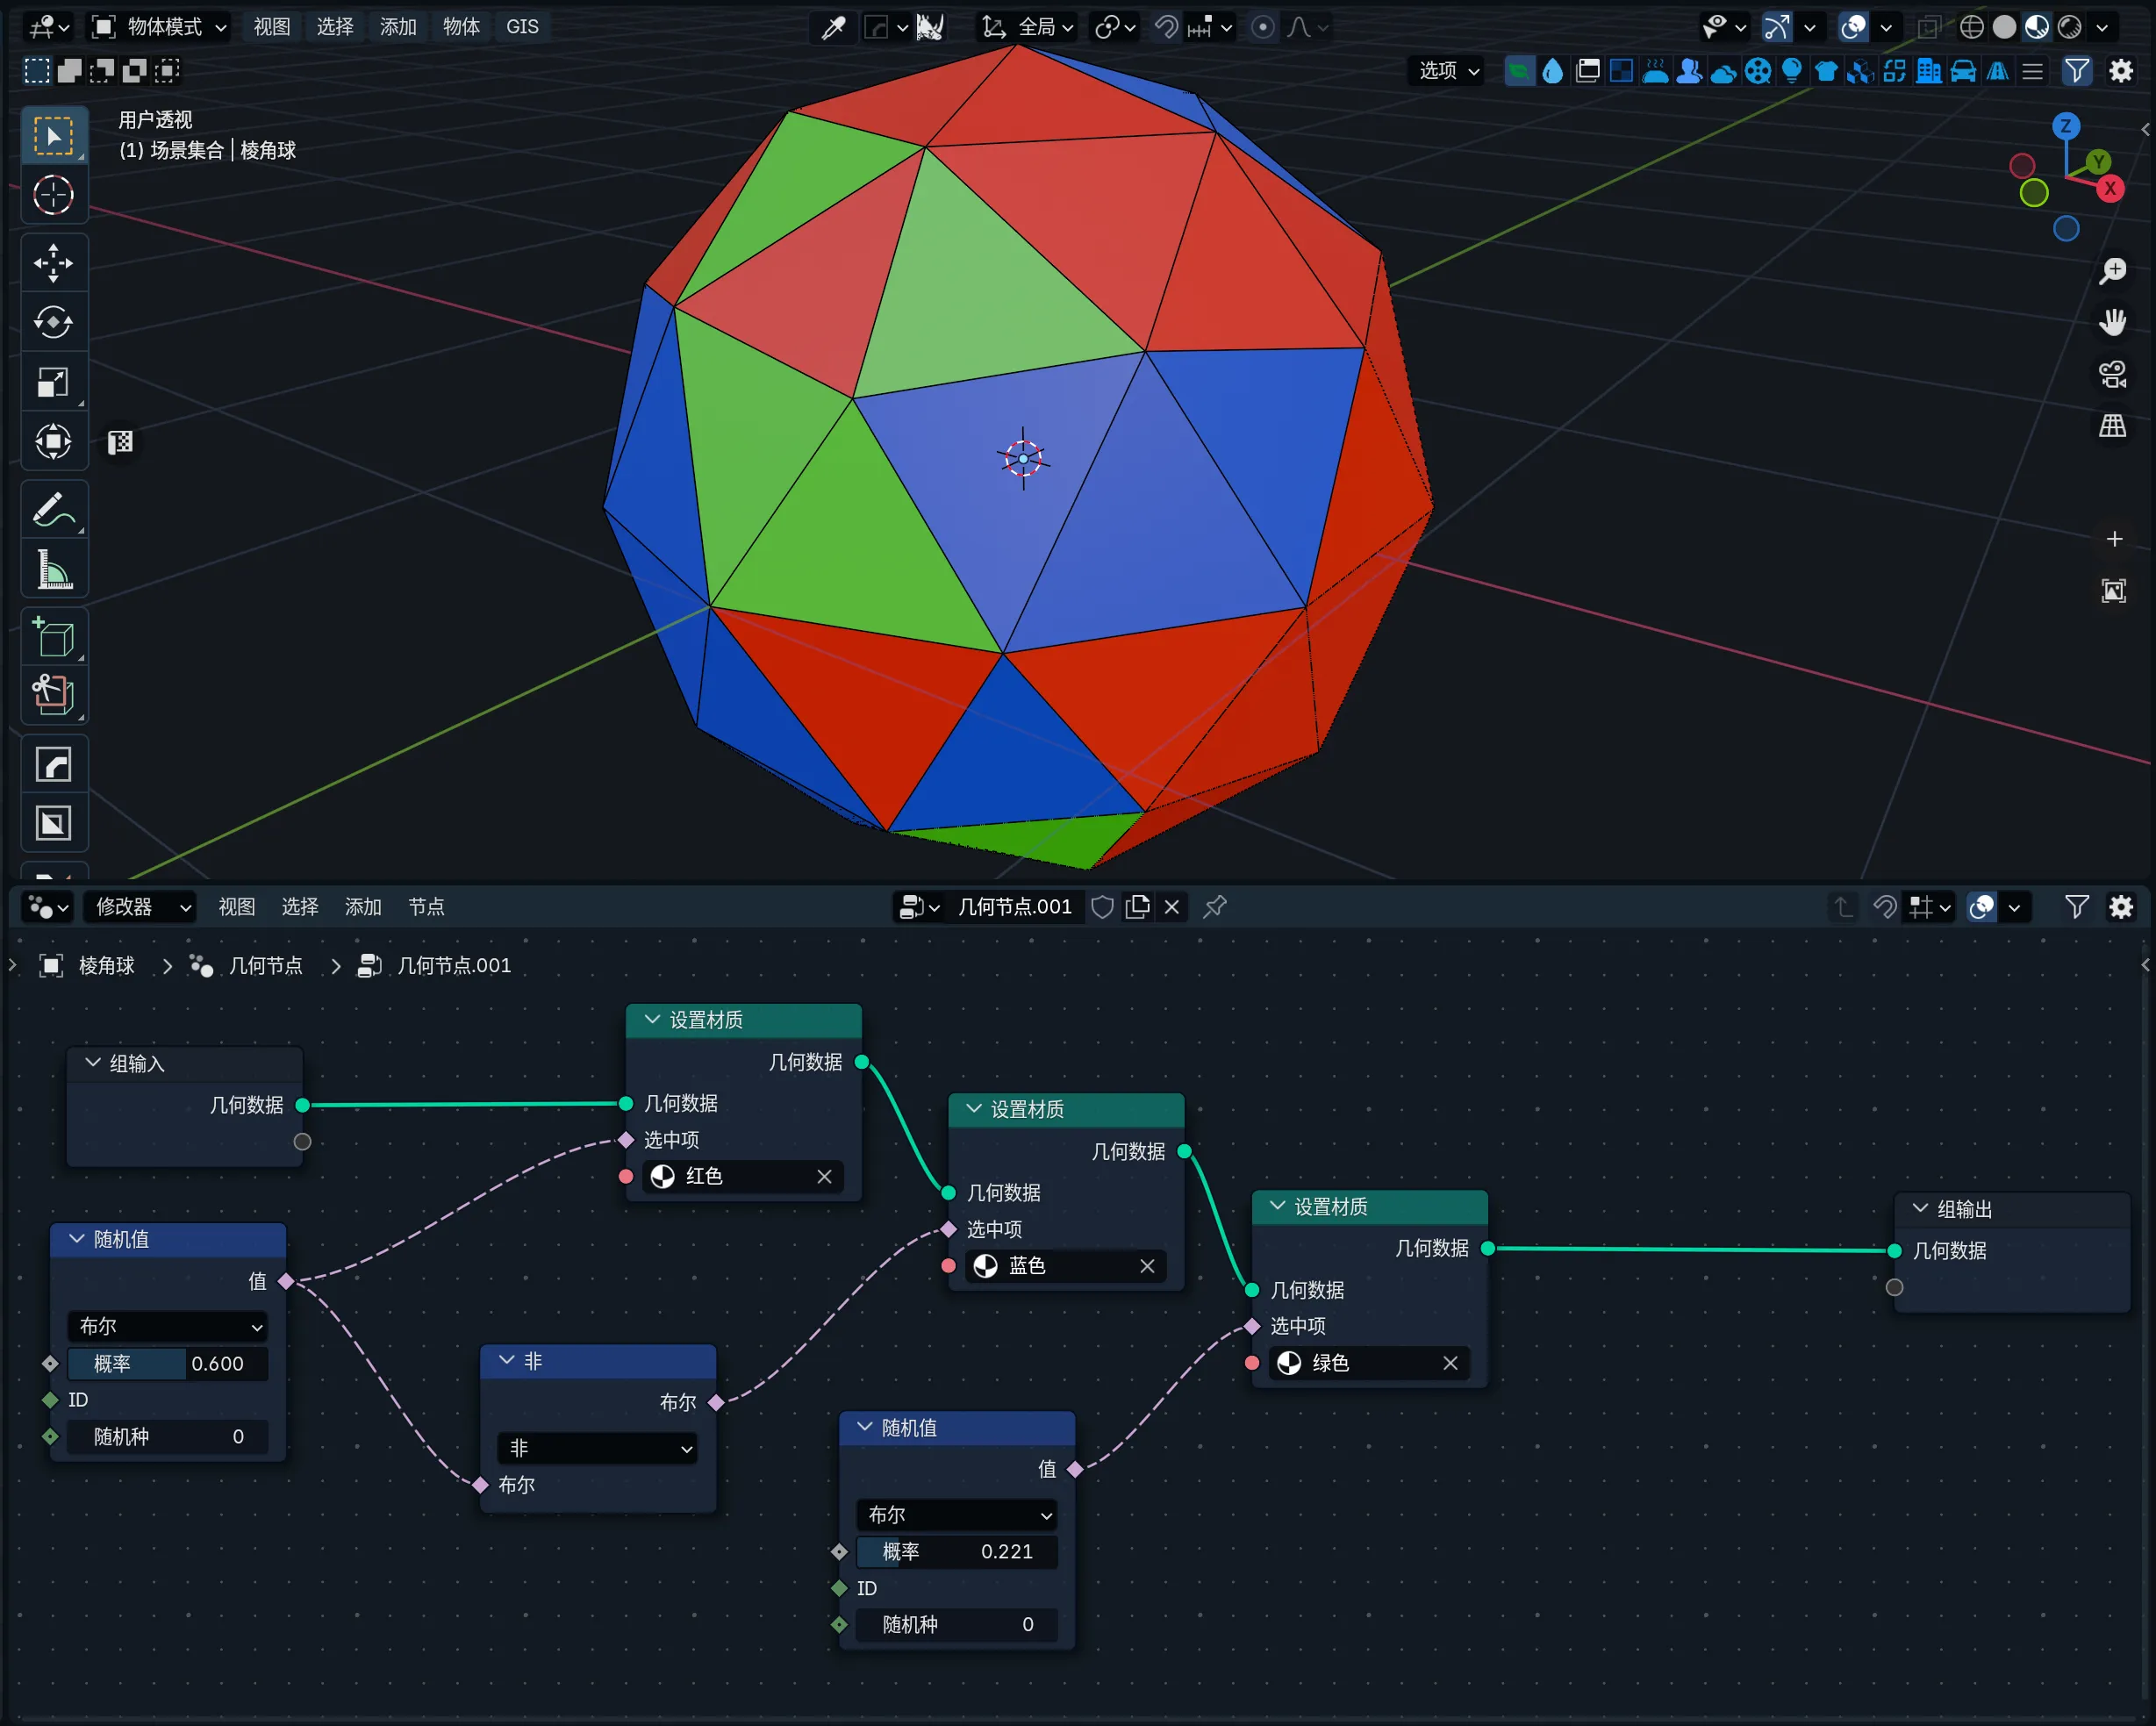 物体模式 视图 选择 添加 物体 GIS 全局
选项
用户透视
(1) 场景集合 | 棱角球
Z
Y
X
修改器 视图 选择 添加 节点 几何节点.001
棱角球 > 几何节点 > 几何节点.001
组输入
几何数据
随机值
值
布尔
概率 0.600
ID
随机种 0
设置材质
几何数据
几何数据
选中项
红色
非
布尔
非
布尔
设置材质
几何数据
几何数据
选中项
蓝色
随机值
值
布尔
概率 0.221
ID
随机种 0
设置材质
几何数据
几何数据
选中项
绿色
组输出
几何数据